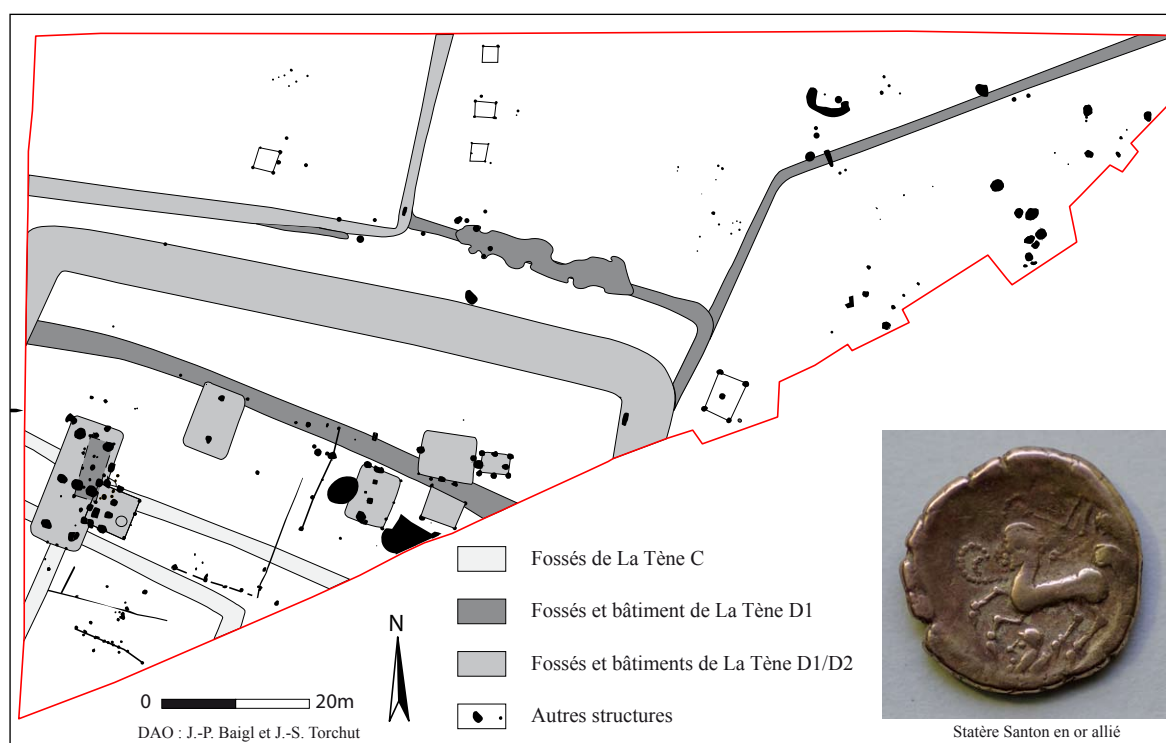 Fossés de La Tène C
Fossés et bâtiment de La Tène D1
Fossés et bâtiments de La Tène D1/D2
Autres structures
N
0 20m
DAO : J.-P. Baigl et J.-S. Torchut
Statère Santon en or allié